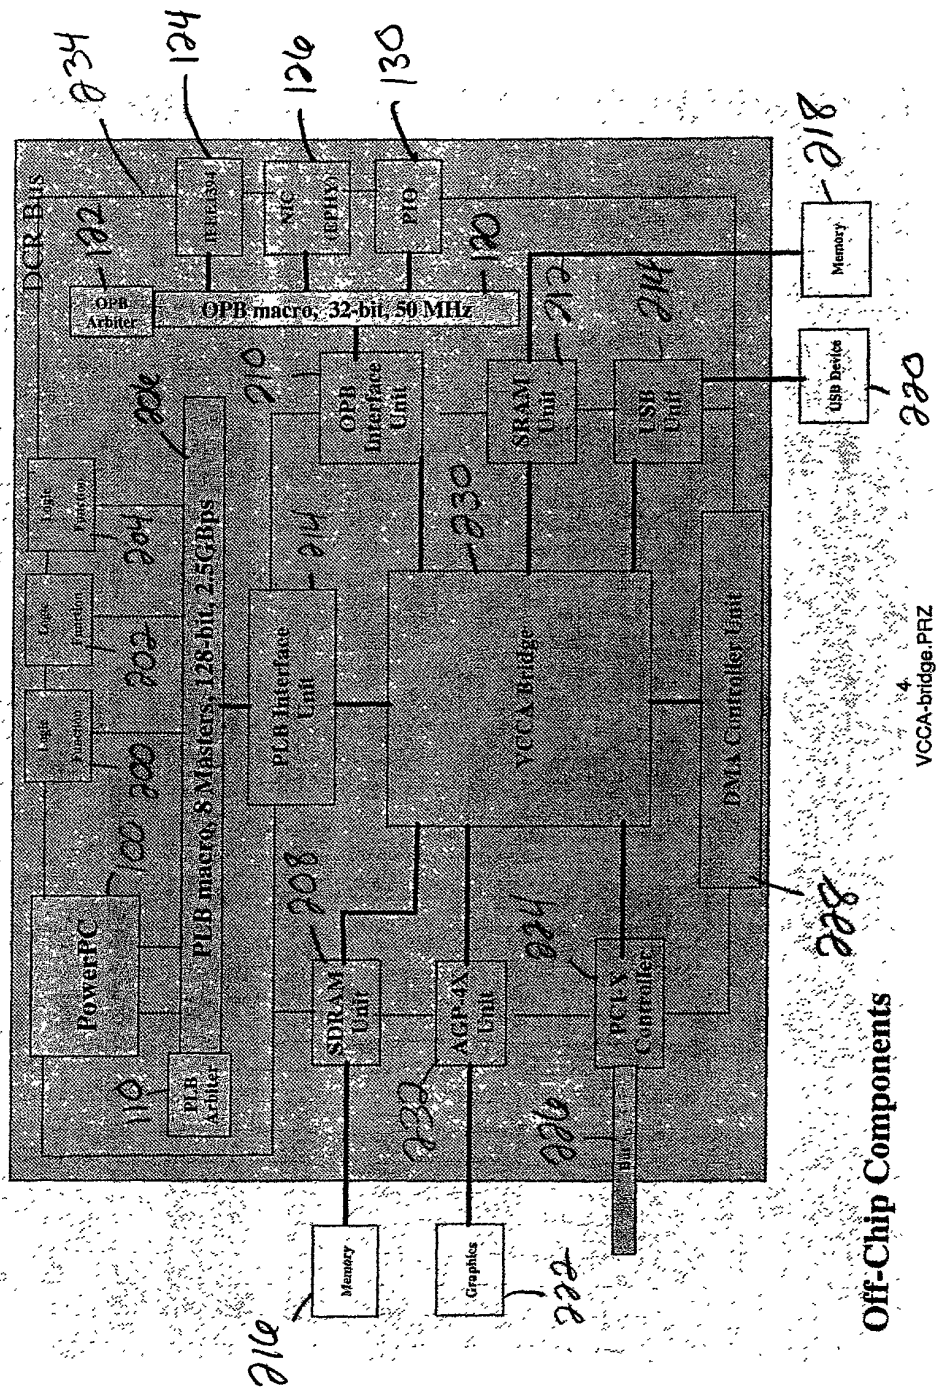 DCR Bus
234
124
126
130
122
OPB
Arbiter
IEEE1394
NIC
(EPHY)
PIO
120
OPB macro, 32-bit, 50 MHz
206
Logic
Function
204
Logic
Function
202
Logic
Function
200
PowerPC
100
110
PLB
Arbiter
PLB macro, 8 Masters, 128-bit, 2.5GBps
210
OPB
Interface
Unit
212
SRAM
Unit
214
USB
Unit
218
Memory
220
USB Device
214
PLB Interface
Unit
230
VCCA Bridge
208
SDRAM
Unit
232
AGP-4X
Unit
224
PCI-X
Controller
226
228
DMA Controller Unit
216
Memory
222
Graphics
Off-Chip Components
4.
VCCA-bridge.PRZ